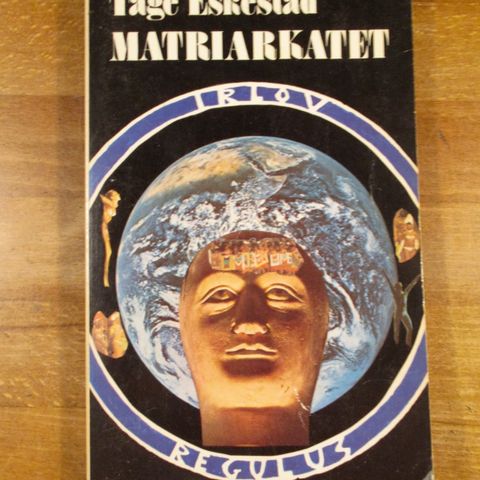 Tage Eskestad
MATRIARKATET
IRLOV
REGULUS